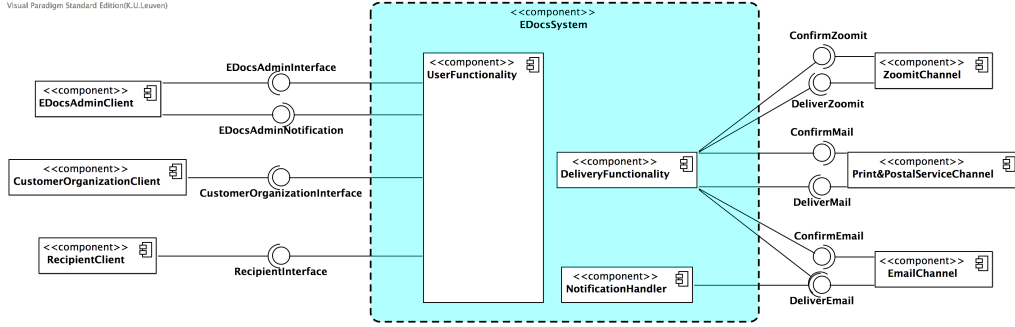 Visual Paradigm Standard Edition(K.U.Leuven)
<<component>>
EDocsSystem
ConfirmZoomit
<<component>>
UserFunctionality
<<component>>
ZoomitChannel
EDocsAdminInterface
<<component>>
EDocsAdminClient
DeliverZoomit
EDocsAdminNotification
ConfirmMail
<<component>>
CustomerOrganizationClient
<<component>>
DeliveryFunctionality
<<component>>
Print&PostalServiceChannel
CustomerOrganizationInterface
DeliverMail
ConfirmEmail
<<component>>
RecipientClient
<<component>>
EmailChannel
RecipientInterface
<<component>>
NotificationHandler
DeliverEmail